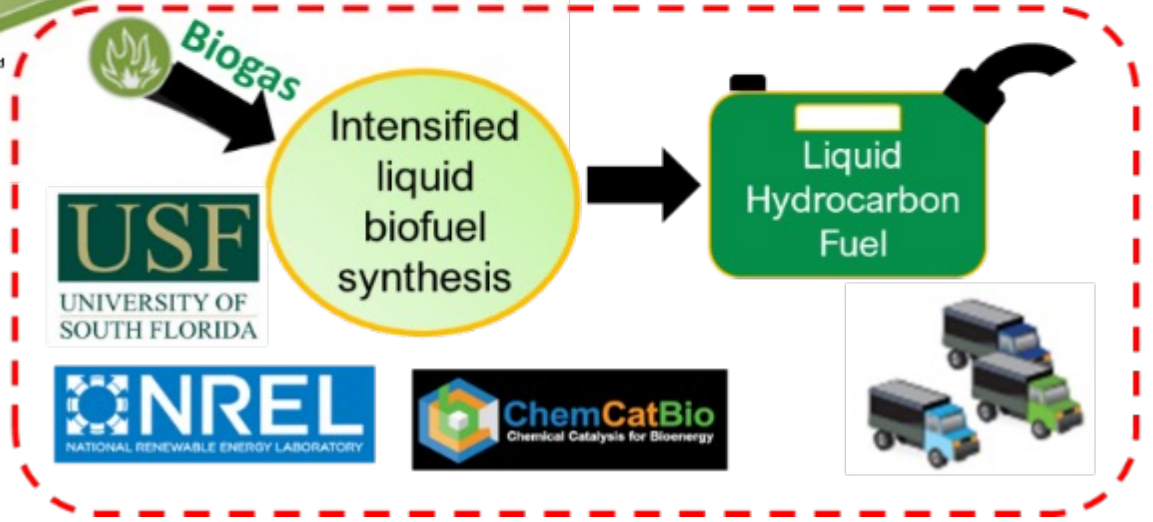 Biogas
Intensified
liquid
biofuel
synthesis
Liquid
Hydrocarbon
Fuel
USF
UNIVERSITY OF
SOUTH FLORIDA
NREL
NATIONAL RENEWABLE ENERGY LABORATORY
ChemCatBio
Chemical Catalysis for Bioenergy